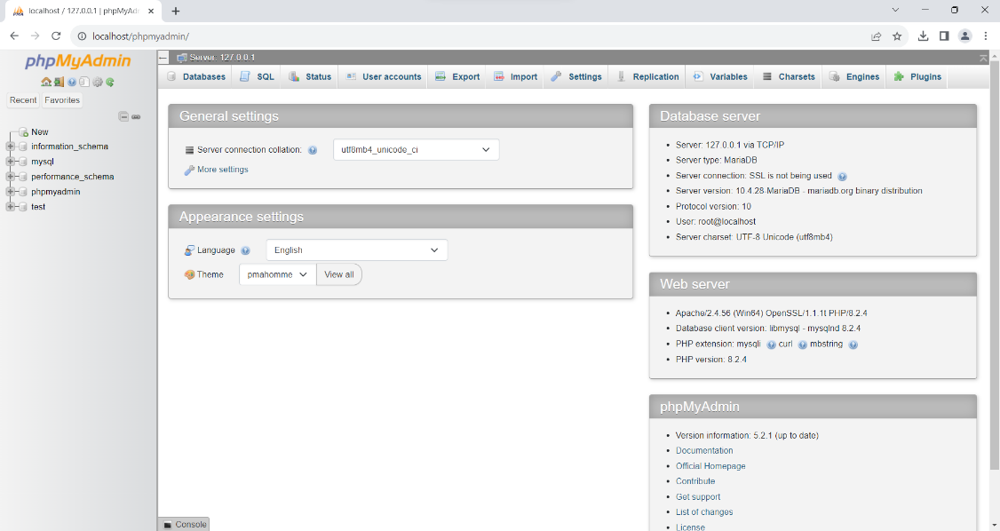 localhost / 127.0.0.1 | phpMyAdr
localhost/phpmyadmin/
phpMyAdmin
Recent Favorites
New
information_schema
mysql
performance_schema
phpmyadmin
test
Server: 127.0.0.1
Databases SQL Status User accounts Export Import Settings Replication Variables Charsets Engines Plugins
General settings
Server connection collation: utf8mb4_unicode_ci
More settings
Appearance settings
Language English
Theme pmahomme View all
Database server
Server: 127.0.0.1 via TCP/IP
Server type: MariaDB
Server connection: SSL is not being used
Server version: 10.4.28-MariaDB - mariadb.org binary distribution
Protocol version: 10
User: root@localhost
Server charset: UTF-8 Unicode (utf8mb4)
Web server
Apache/2.4.56 (Win64) OpenSSL/1.1.1t PHP/8.2.4
Database client version: libmysql - mysqlnd 8.2.4
PHP extension: mysqli curl mbstring
PHP version: 8.2.4
phpMyAdmin
Version information: 5.2.1 (up to date)
Documentation
Official Homepage
Contribute
Get support
List of changes
License
Console